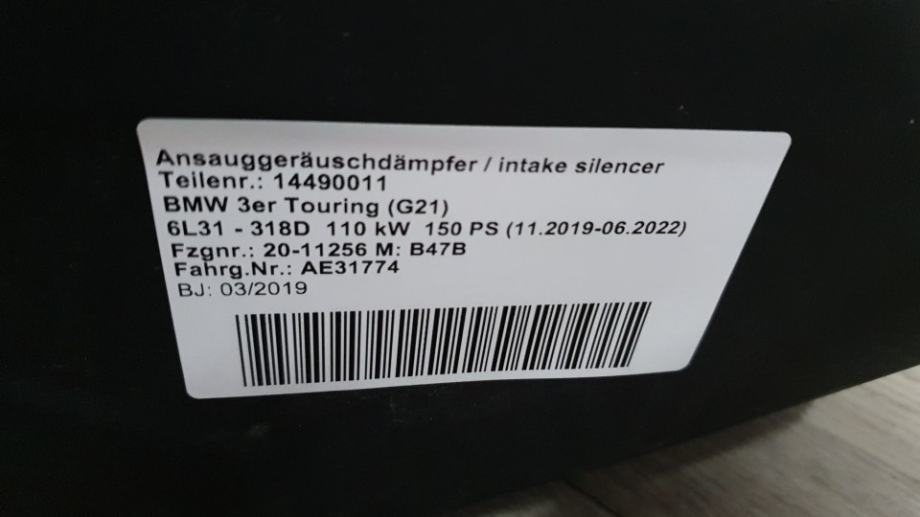 Ansauggeräuschdämpfer / intake silencer
Teilenr.: 14490011
BMW 3er Touring (G21)
6L31 - 318D 110 kW 150 PS (11.2019-06.2022)
Fzgnr.: 20-11256 M: B47B
Fahrg.Nr.: AE31774
BJ: 03/2019